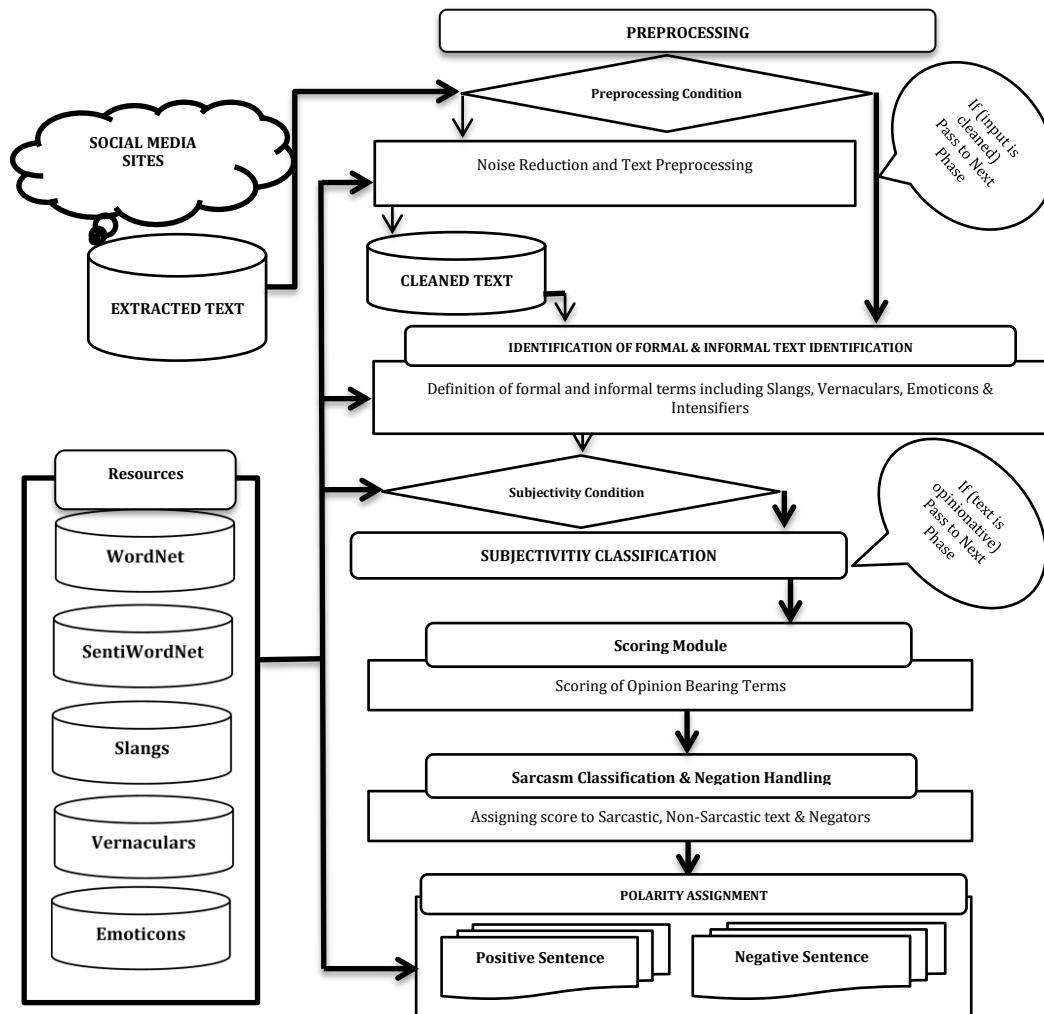 PREPROCESSING
Preprocessing Condition
If (input is
cleaned)
Pass to Next
Phase
SOCIAL MEDIA
SITES
Noise Reduction and Text Preprocessing
EXTRACTED TEXT
CLEANED TEXT
IDENTIFICATION OF FORMAL & INFORMAL TEXT IDENTIFICATION
Definition of formal and informal terms including Slangs, Vernaculars, Emoticons &
Intensifiers
Subjectivity Condition
If (text is
opinionative)
Pass to Next
Phase
SUBJECTIVITIY CLASSIFICATION
Resources
WordNet
SentiWordNet
Slangs
Vernaculars
Emoticons
Scoring Module
Scoring of Opinion Bearing Terms
Sarcasm Classification & Negation Handling
Assigning score to Sarcastic, Non-Sarcastic text & Negators
POLARITY ASSIGNMENT
Positive Sentence
Negative Sentence